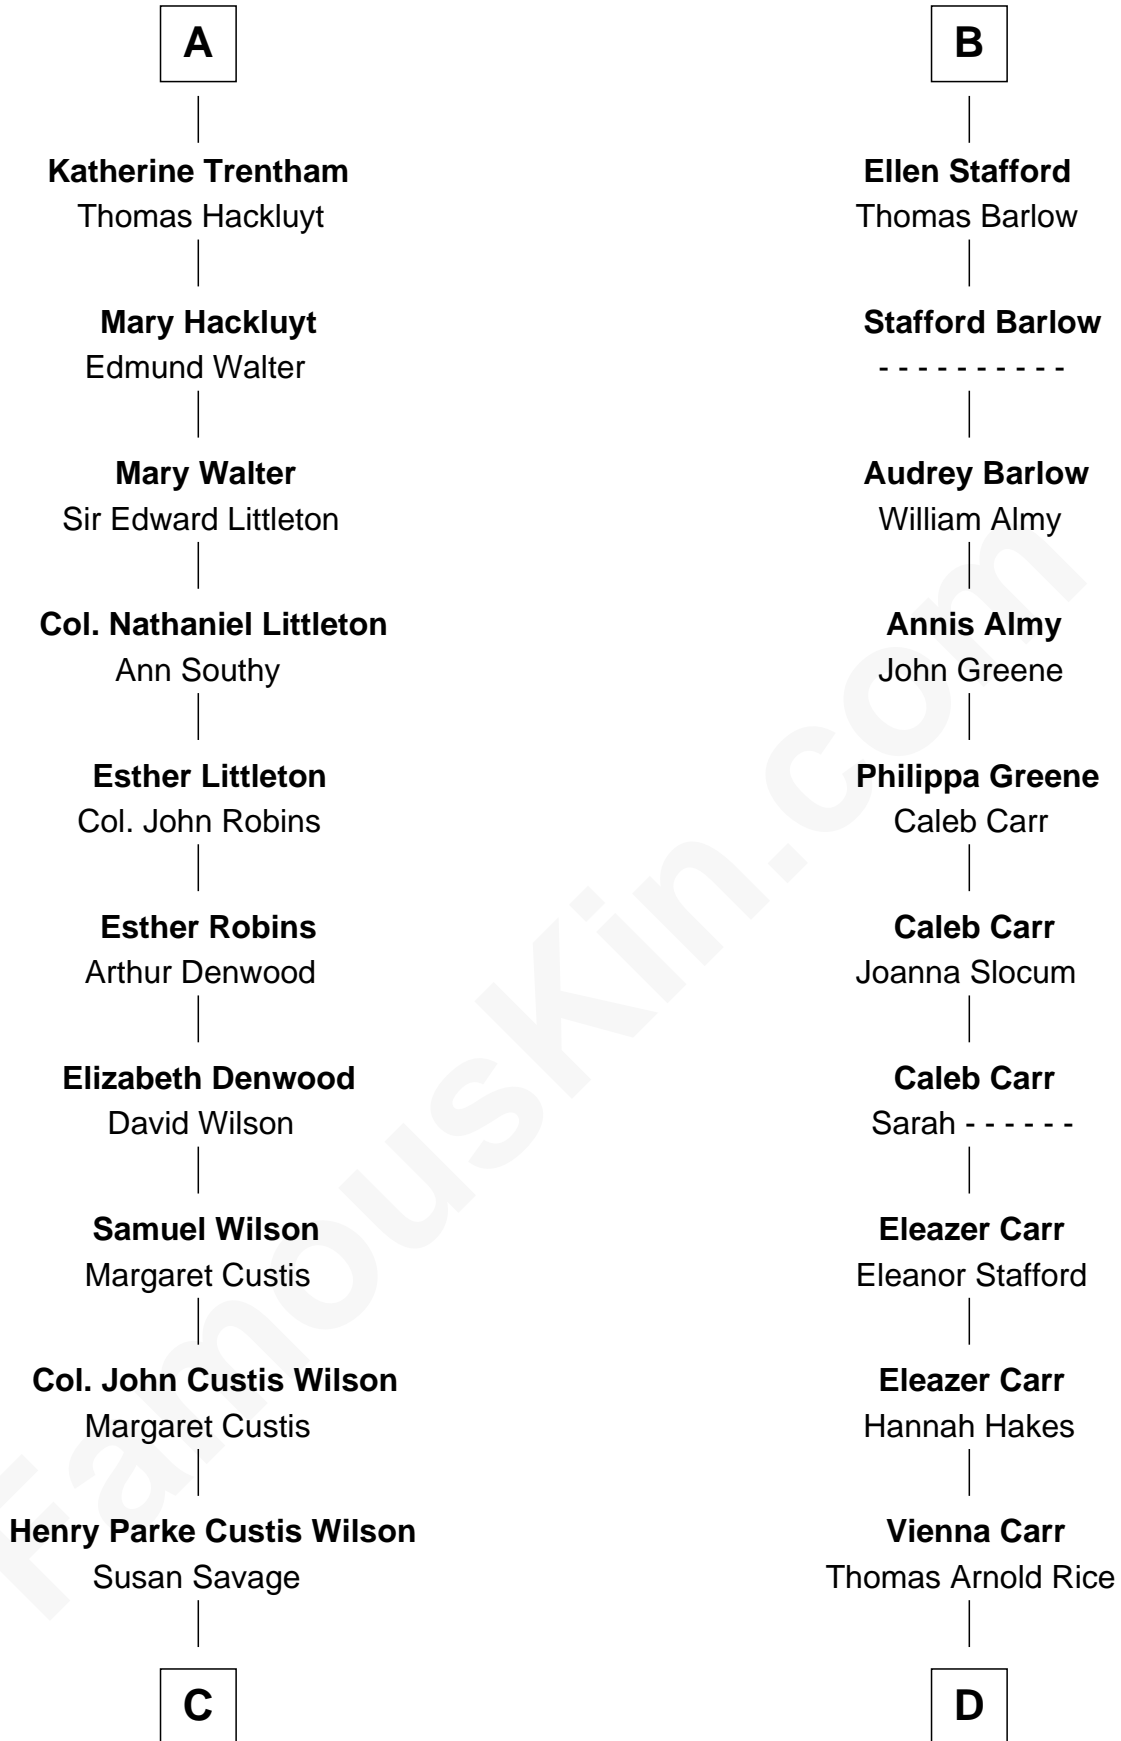 A
Katherine Trentham
Thomas Hackluyt
Mary Hackluyt
Edmund Walter
Mary Walter
Sir Edward Littleton
Col. Nathaniel Littleton
Ann Southy
Esther Littleton
Col. John Robins
Esther Robins
Arthur Denwood
Elizabeth Denwood
David Wilson
Samuel Wilson
Margaret Custis
Col. John Custis Wilson
Margaret Custis
Henry Parke Custis Wilson
Susan Savage
C
B
Ellen Stafford
Thomas Barlow
Stafford Barlow
- - - - - - - - - -
Audrey Barlow
William Almy
Annis Almy
John Greene
Philippa Greene
Caleb Carr
Caleb Carr
Joanna Slocum
Caleb Carr
Sarah - - - - - -
Eleazer Carr
Eleanor Stafford
Eleazer Carr
Hannah Hakes
Vienna Carr
Thomas Arnold Rice
D
FamousKin.com